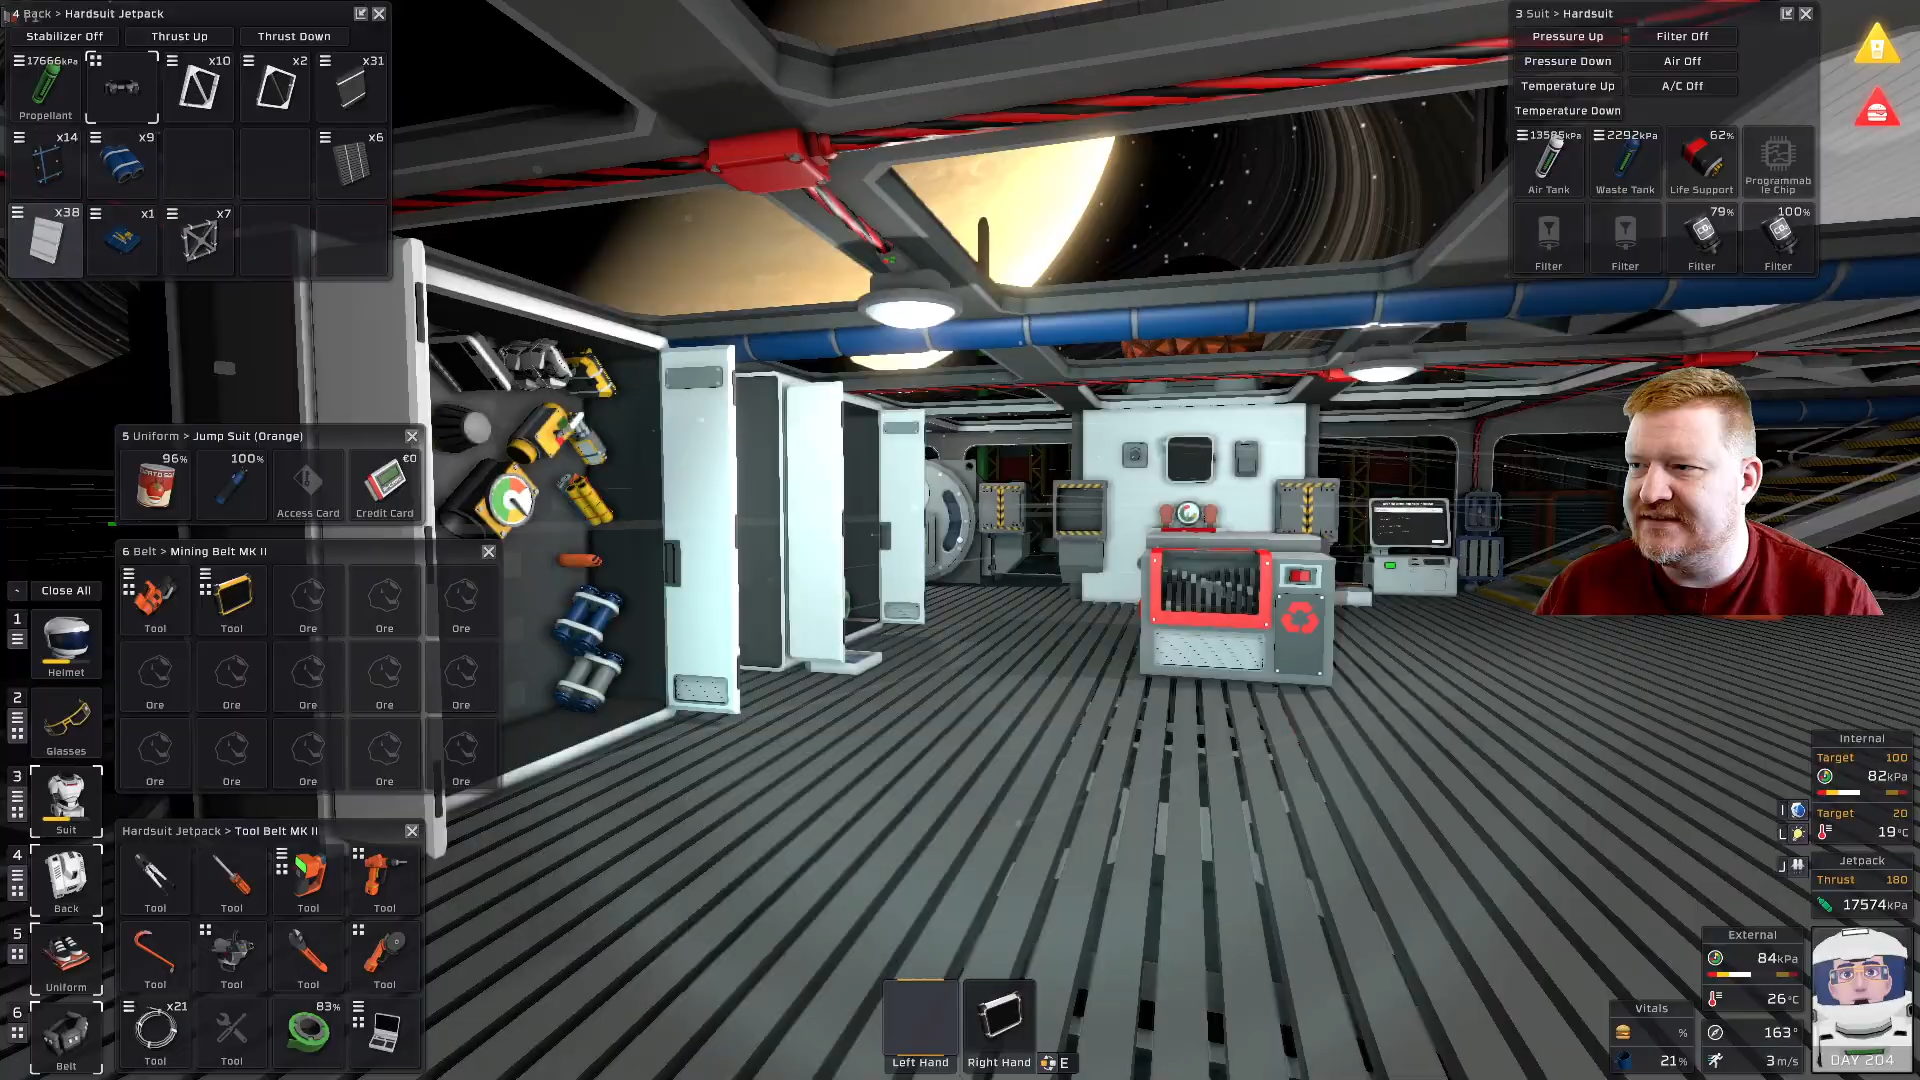 4 Back > Hardsuit Jetpack
Stabilizer Off
Thrust Up
Thrust Down
17666kPa
x10
x2
x31
Propellant
x14
x9
x6
x38
x1
x7
3 Suit > Hardsuit
Pressure Up
Filter Off
Pressure Down
Air Off
Temperature Up
A/C Off
Temperature Down
2292kPa
62%
Air Tank
Waste Tank
Life Support
Programmab
le Chip
79%
100%
Filter
Filter
Filter
Filter
5 Uniform > Jump Suit (Orange)
96%
100%
€0
Access Card
Credit Card
6 Belt > Mining Belt MK II
Tool
Tool
Ore
Ore
Ore
Ore
Ore
Ore
Ore
Ore
Ore
Ore
Ore
Ore
Ore
~
Close All
1
Helmet
2
Glasses
3
Suit
4
Back
5
Uniform
6
Belt
Hardsuit Jetpack > Tool Belt MK II
Tool
Tool
Tool
Tool
Tool
Tool
Tool
Tool
x21
83%
Tool
Tool
Left Hand
Right Hand
E
Internal
Target 100
82kPa
I
Target 20
L
19°C
J
Jetpack
Thrust 180
17574kPa
External
84kPa
26°C
Vitals
%
163°
21%
3m/s
DAY 204